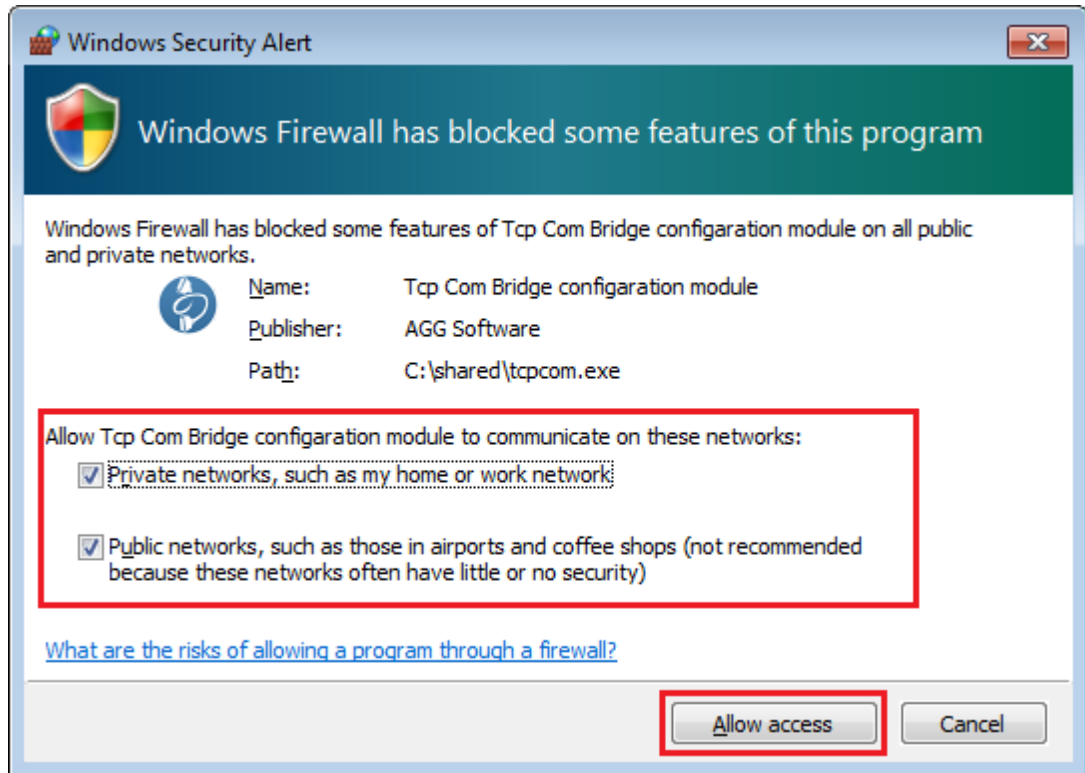 Windows Security Alert
Windows Firewall has blocked some features of this program
Windows Firewall has blocked some features of Tcp Com Bridge configaration module on all public
and private networks.
Name: Tcp Com Bridge configaration module
Publisher: AGG Software
Path: C:\shared\tcpcom.exe
Allow Tcp Com Bridge configaration module to communicate on these networks:
Private networks, such as my home or work network
Public networks, such as those in airports and coffee shops (not recommended
because these networks often have little or no security)
What are the risks of allowing a program through a firewall?
Allow access Cancel